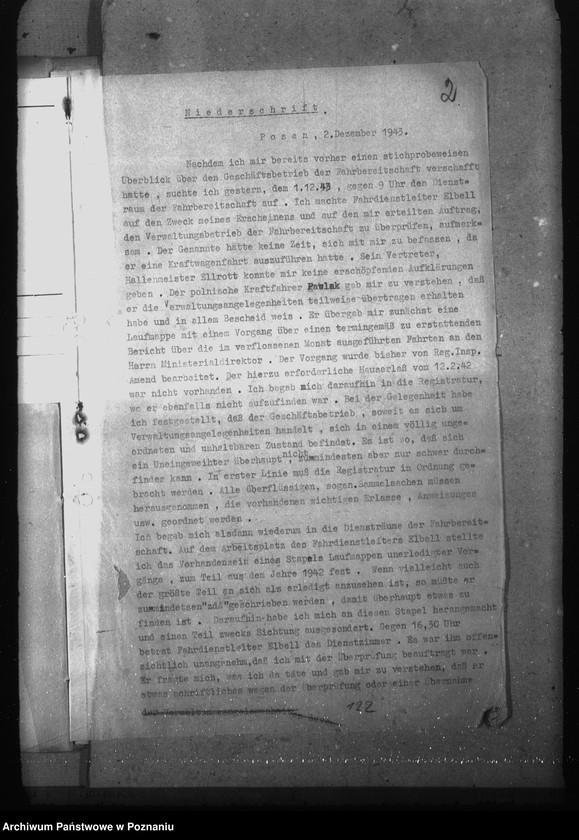 2
Niederschrift.
Posen, 2.Dezember 1943.
Nachdem ich mir bereits vorher einen stichprobeweisen
Überblick über den Geschäftsbetrieb der Fahrbereitschaft verschafft
hatte , suchte ich gestern, dem 1.12.43 , gegen 9 Uhr den Dienst=
raum der Fahrbereitschaft auf . Ich machte Fahrdienstleiter Elbell
auf den Zweck meines Erscheinens und auf den mir erteilten Auftrag,
den Verwaltungsbetrieb der Fahrbereitschaft zu überprüfen, aufmerk=
sam . Der Genannte hatte keine Zeit, sich mit mir zu befassen , da
er eine Kraftwagenfahrt auszuführen hatte . Sein Vertreter,
Hallenmeister Ellrott konnte mir keine erschöpfenden Aufklärungen
geben . Der polnische Kraftfahrer Pawlak gab mir zu verstehen , daß
er die Verwaltungsangelegenheiten teilweise übertragen erhalten
habe und in allem Bescheid weis . Er übergab mir zunächst eine
Laufmappe mit einem Vorgang über einen termingemäß zu erstattenden
Bericht über die im verflossenen Monat ausgeführten Fahrten an den
Herrn Ministerialdirektor . Der Vorgang wurde bisher von Reg.Insp.
Amend bearbeitet. Der hierzu erforderliche Hauserlaß vom 12.2.42
war nicht vorhanden . Ich begab mich daraufhin in die Registratur,
wo er ebenfalls nicht aufzufinden war . Bei der Gelegenheit habe
ich festgestellt, daß der Geschäftsbetrieb , soweit es sich um
Verwaltungsangelegenheiten handelt , sich in einem völlig unge=
ordneten und unhaltbaren Zustand befindet. Es ist so, daß sich
ein Uneingeweihter überhaupt nicht, zumindesten aber nur schwer durch=
finder kann . In erster Linie muß die Registratur in Ordnung ge=
bracht werden . Alle überflüssigen, sogen.Sammelsachen müssen
herausgenommen , die vorhandenen wichtigen Erlasse , Anweisungen
usw. geordnet werden .
Ich begab mich alsdann wiederum in die Diensträume der Fahrbereit=
schaft. Auf dem Arbeitsplatz des Fahrdienstleiters Elbell stellte
ich das Vorhandensein eines Stapels Laufmappen unerledigter Vor=
gänge , zum Teil aus dem Jahre 1942 fest . Wenn vielleicht auch
der größte Teil an sich als erledigt anzusehen ist, so müßte er
zumindetsen"zdA"geschrieben werden , damit überhaupt etwas zu
finden ist . Daraufhin habe ich mich an diesen Stapel herangemacht
und einen Teil zwecks Sichtung ausgesondert. Gegen 16,30 Uhr
betrat Fahrdienstleiter Elbell das Dienstzimmer . Es war ihm offen=
sichtlich unangenehm,daß ich mit der Überprüfung beauftragt war .
Er fragte mich, was ich da täte und gab mir zu verstehen, daß er
etwas schriftliches wegen der Überprüfung oder einer Übernahme
122
Archiwum Państwowe w Poznaniu